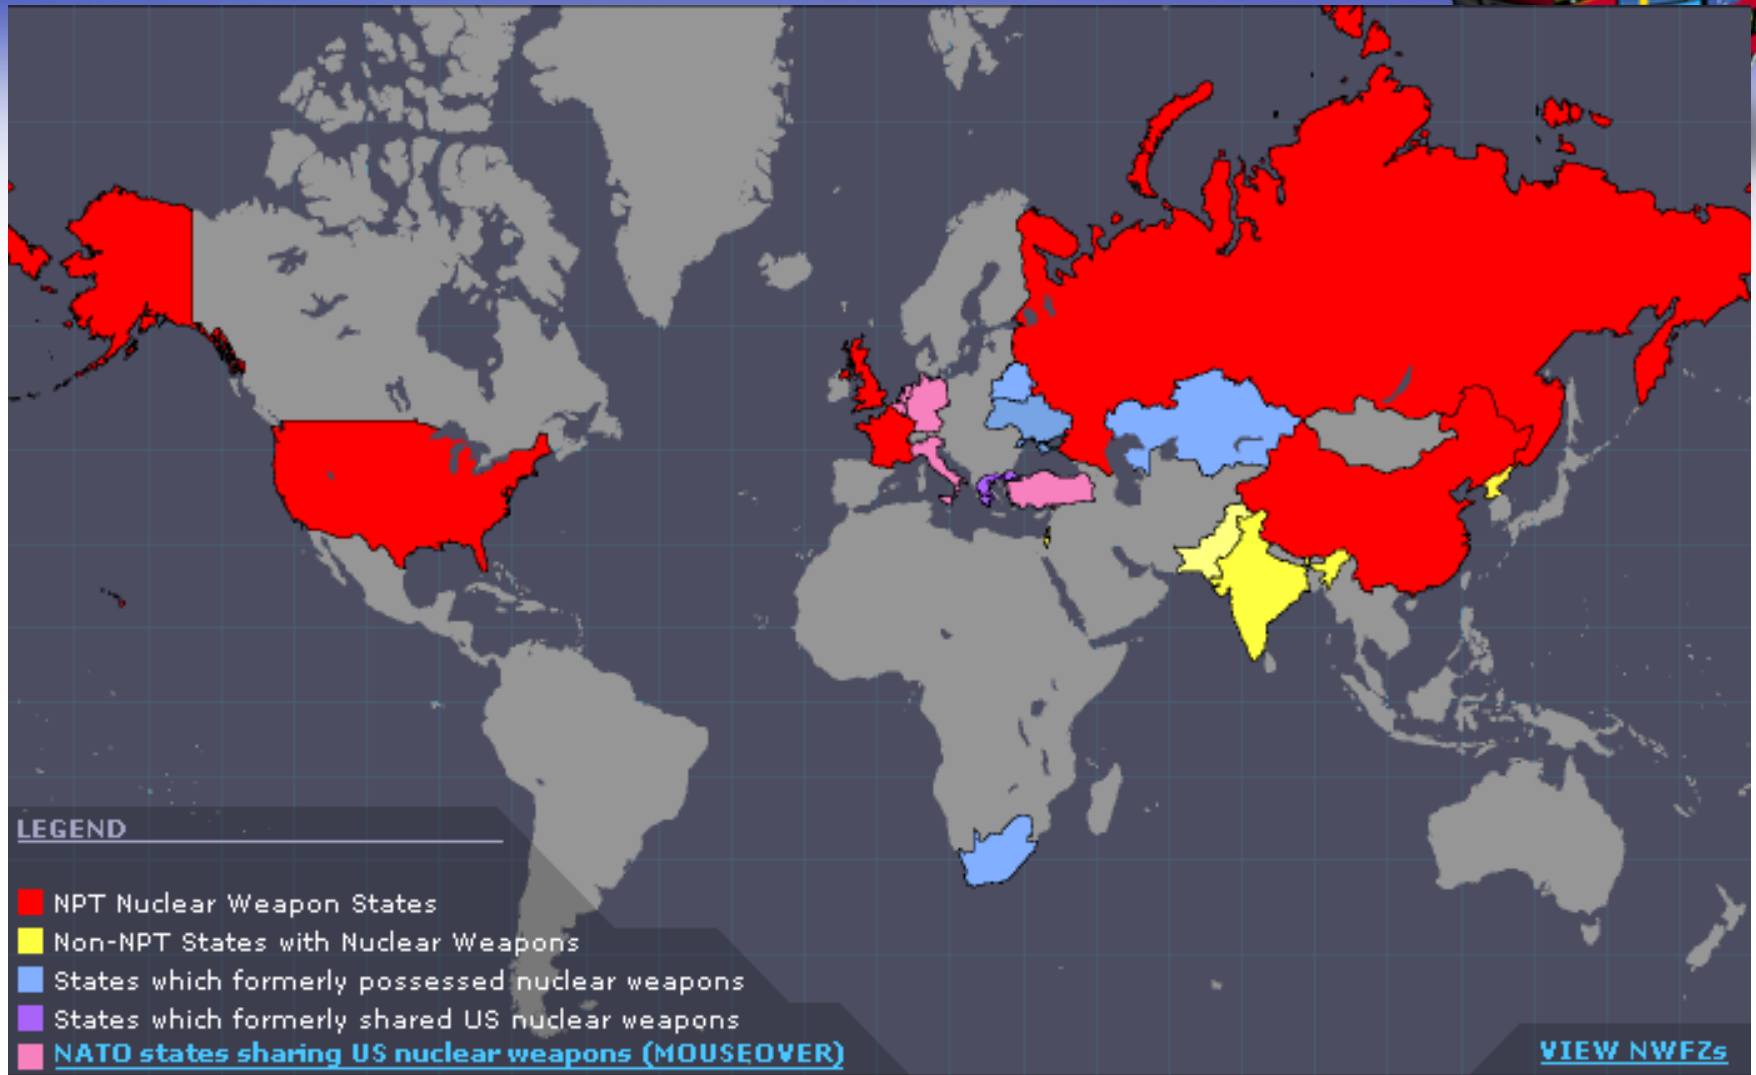 LEGEND
NPT Nuclear Weapon States
Non-NPT States with Nuclear Weapons
States which formerly possessed nuclear weapons
States which formerly shared US nuclear weapons
NATO states sharing US nuclear weapons (MOUSEOVER)
VIEW NWFZs